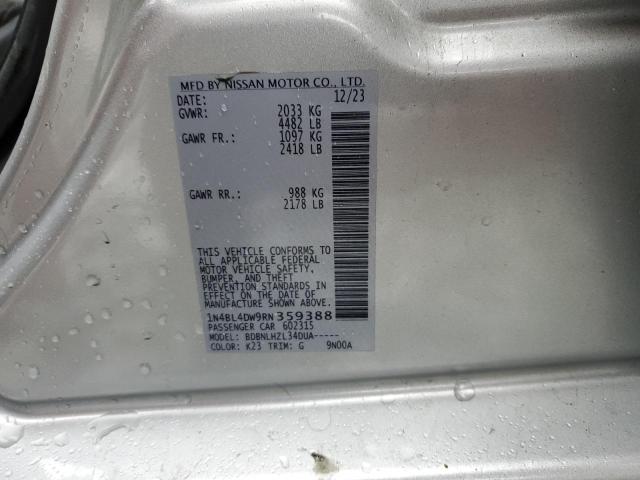 MFD BY NISSAN MOTOR CO., LTD.
DATE: 12/23
GVWR: 2033 KG
4482 LB
GAWR FR.: 1097 KG
2418 LB
GAWR RR.: 988 KG
2178 LB
THIS VEHICLE CONFORMS TO
ALL APPLICABLE FEDERAL
MOTOR VEHICLE SAFETY,
BUMPER, AND THEFT
PREVENTION STANDARDS IN
EFFECT ON THE DATE OF
MANUFACTURE SHOWN ABOVE.
1N4BL4DW9RN359388
PASSENGER CAR 602315
MODEL: BDBNLHZL34DUA-----
COLOR: K23 TRIM: G 9N00A